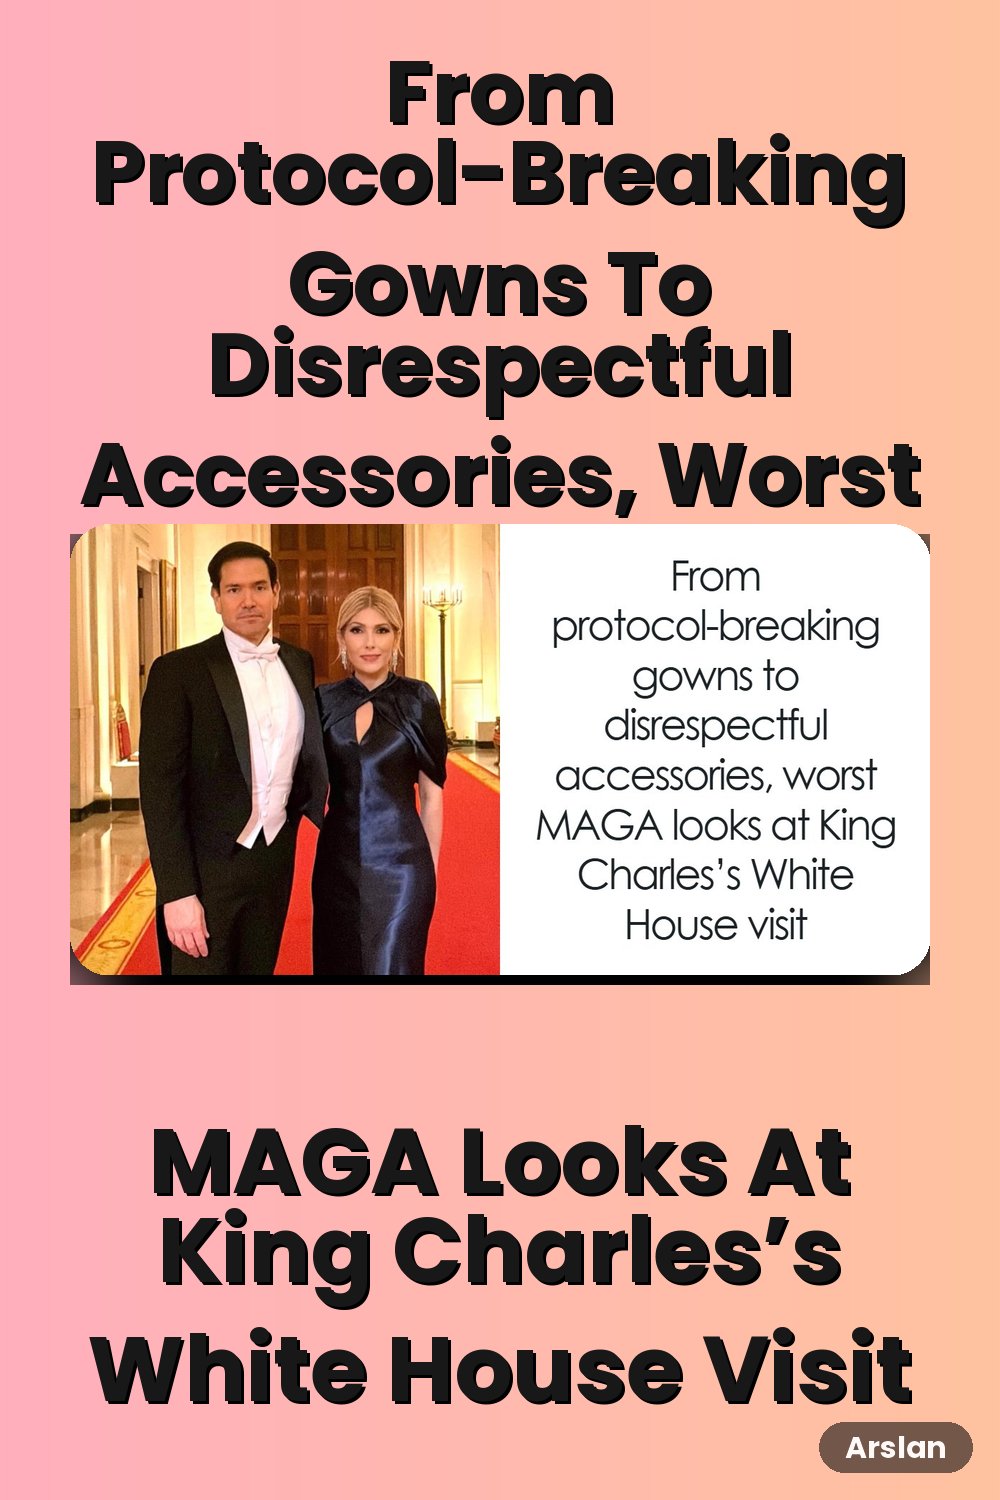 From
Protocol-Breaking
Gowns To
Disrespectful
Accessories, Worst
From
protocol-breaking
gowns to
disrespectful
accessories, worst
MAGA looks at King
Charles’s White
House visit
MAGA Looks At
King Charles’s
White House Visit
Arslan